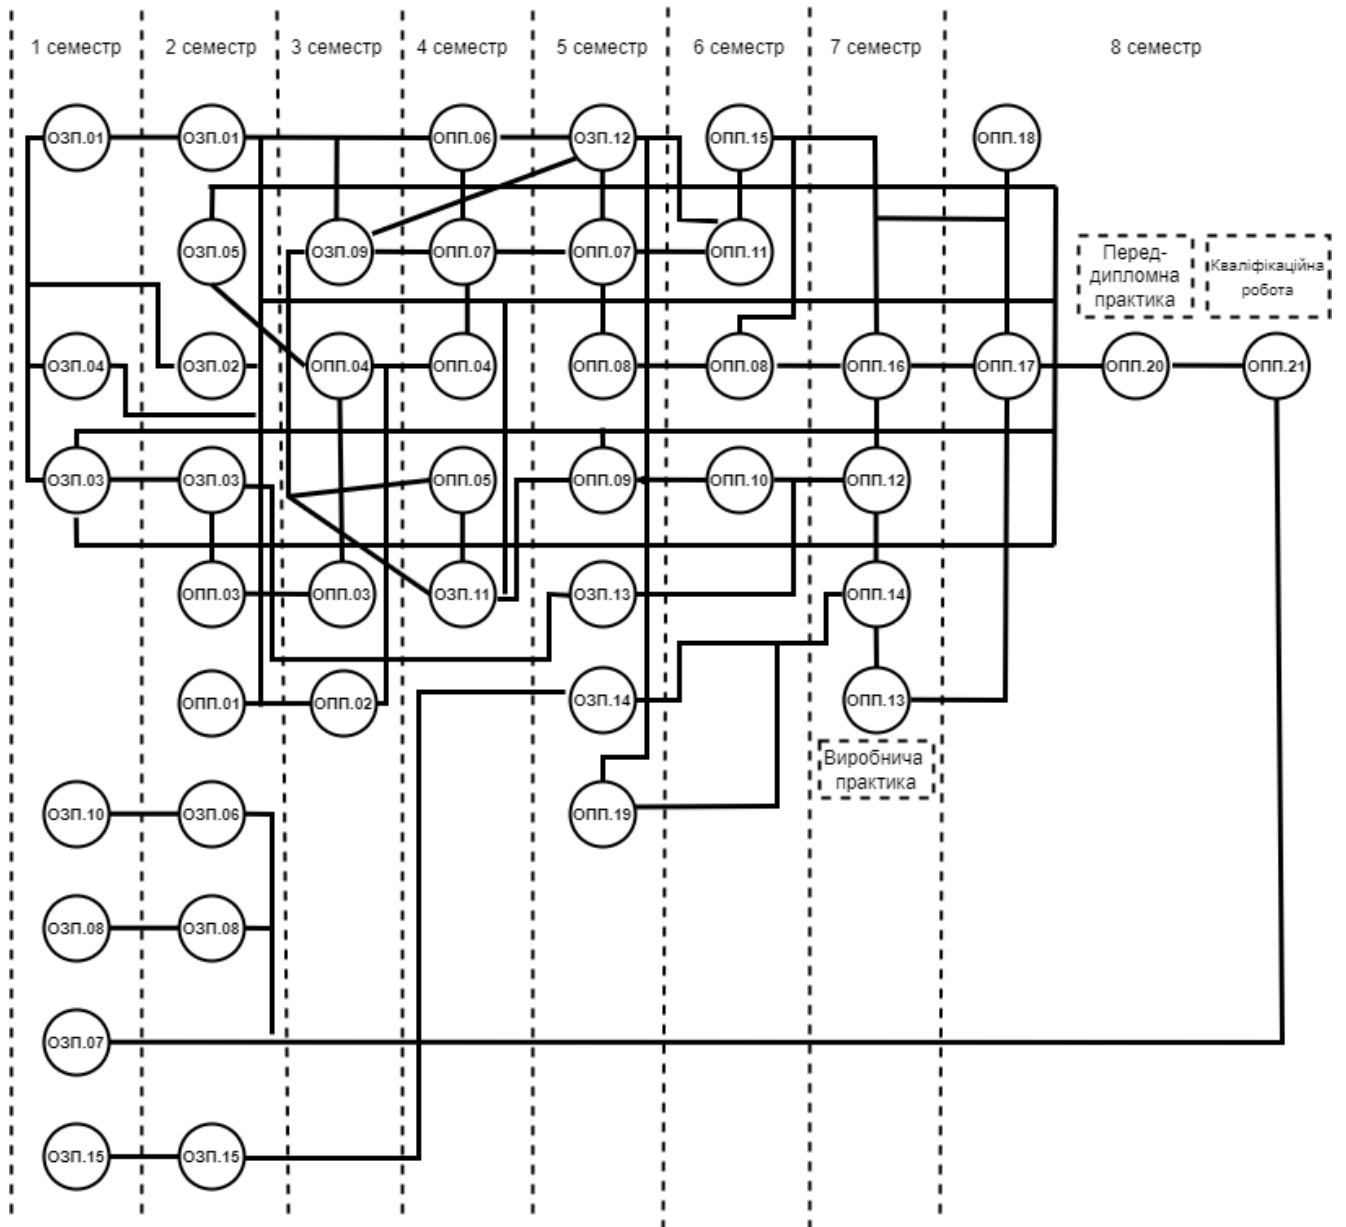 1 семестр
2 семестр
3 семестр
4 семестр
5 семестр
6 семестр
7 семестр
8 семестр
ОЗП.01
ОЗП.01
ОПП.06
ОЗП.12
ОПП.15
ОПП.18
ОЗП.05
ОЗП.09
ОПП.07
ОПП.07
ОПП.11
Перед-
дипломна
практика
Кваліфікаційна
робота
ОЗП.04
ОЗП.02
ОПП.04
ОПП.04
ОПП.08
ОПП.08
ОПП.16
ОПП.17
ОПП.20
ОПП.21
ОЗП.03
ОЗП.03
ОПП.05
ОПП.09
ОПП.10
ОПП.12
ОПП.03
ОПП.03
ОЗП.11
ОЗП.13
ОПП.14
ОПП.01
ОПП.02
ОЗП.14
ОПП.13
Виробнича
практика
ОЗП.10
ОЗП.06
ОПП.19
ОЗП.08
ОЗП.08
ОЗП.07
ОЗП.15
ОЗП.15